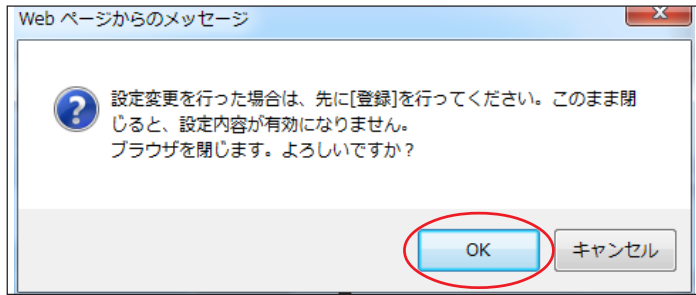 Web ページからのメッセージ
設定変更を行った場合は、先に[登録]を行ってください。このまま閉
じると、設定内容が有効になりません。
ブラウザを閉じます。よろしいですか？
OK
キャンセル